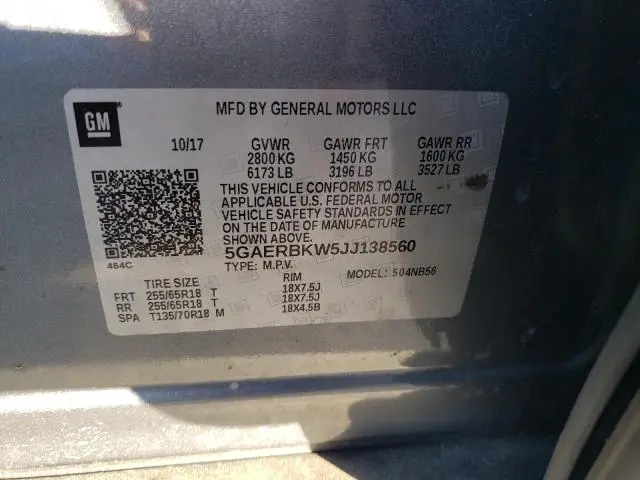 GM
MFD BY GENERAL MOTORS LLC
10/17 GVWR GAWR FRT GAWR RR
2800 KG 1450 KG 1600 KG
6173 LB 3196 LB 3527 LB
THIS VEHICLE CONFORMS TO ALL
APPLICABLE U.S. FEDERAL MOTOR
VEHICLE SAFETY STANDARDS IN EFFECT
ON THE DATE OF MANUFACTURE
SHOWN ABOVE.
5GAERBKW5JJ138560
464C
TYPE: M.P.V. MODEL: 504NB56
TIRE SIZE RIM
FRT 255/65R18 T 18X7.5J
RR 255/65R18 T 18X7.5J
SPA T135/70R18 M 18X4.5B